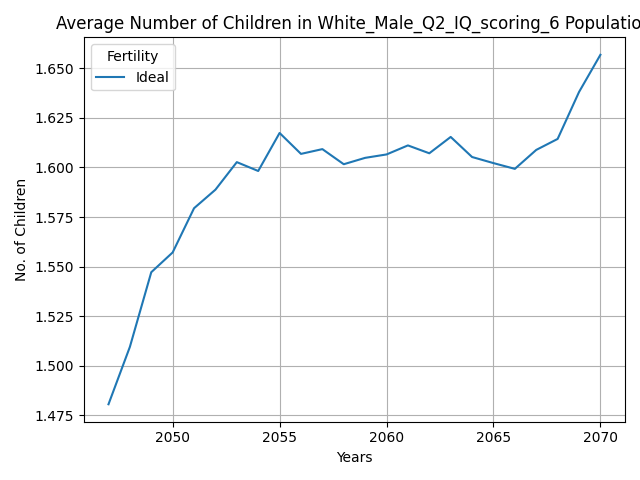 Average Number of Children in White_Male_Q2_IQ_scoring_6 Populatio
Fertility
Ideal
No. of Children
1.650
1.625
1.600
1.575
1.550
1.525
1.500
1.475
2050 2055 2060 2065 2070
Years